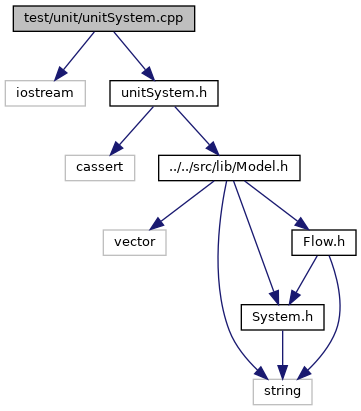 test/unit/unitSystem.cpp
iostream
unitSystem.h
cassert
../../src/lib/Model.h
vector
Flow.h
System.h
string